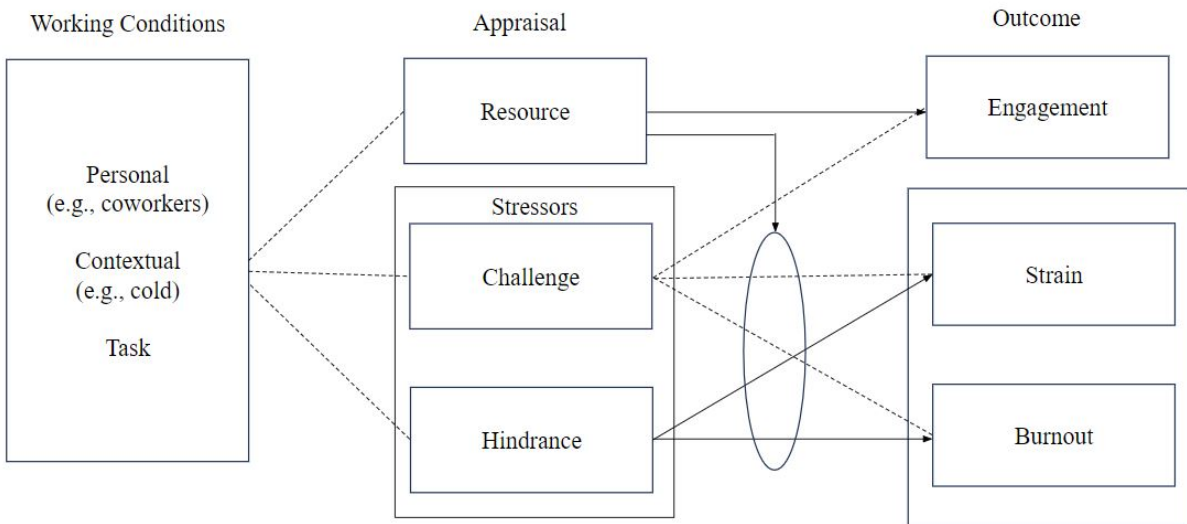 Working Conditions
Appraisal
Outcome
Personal
(e.g., coworkers)
Contextual
(e.g., cold)
Task
Resource
Stressors
Challenge
Hindrance
Engagement
Strain
Burnout